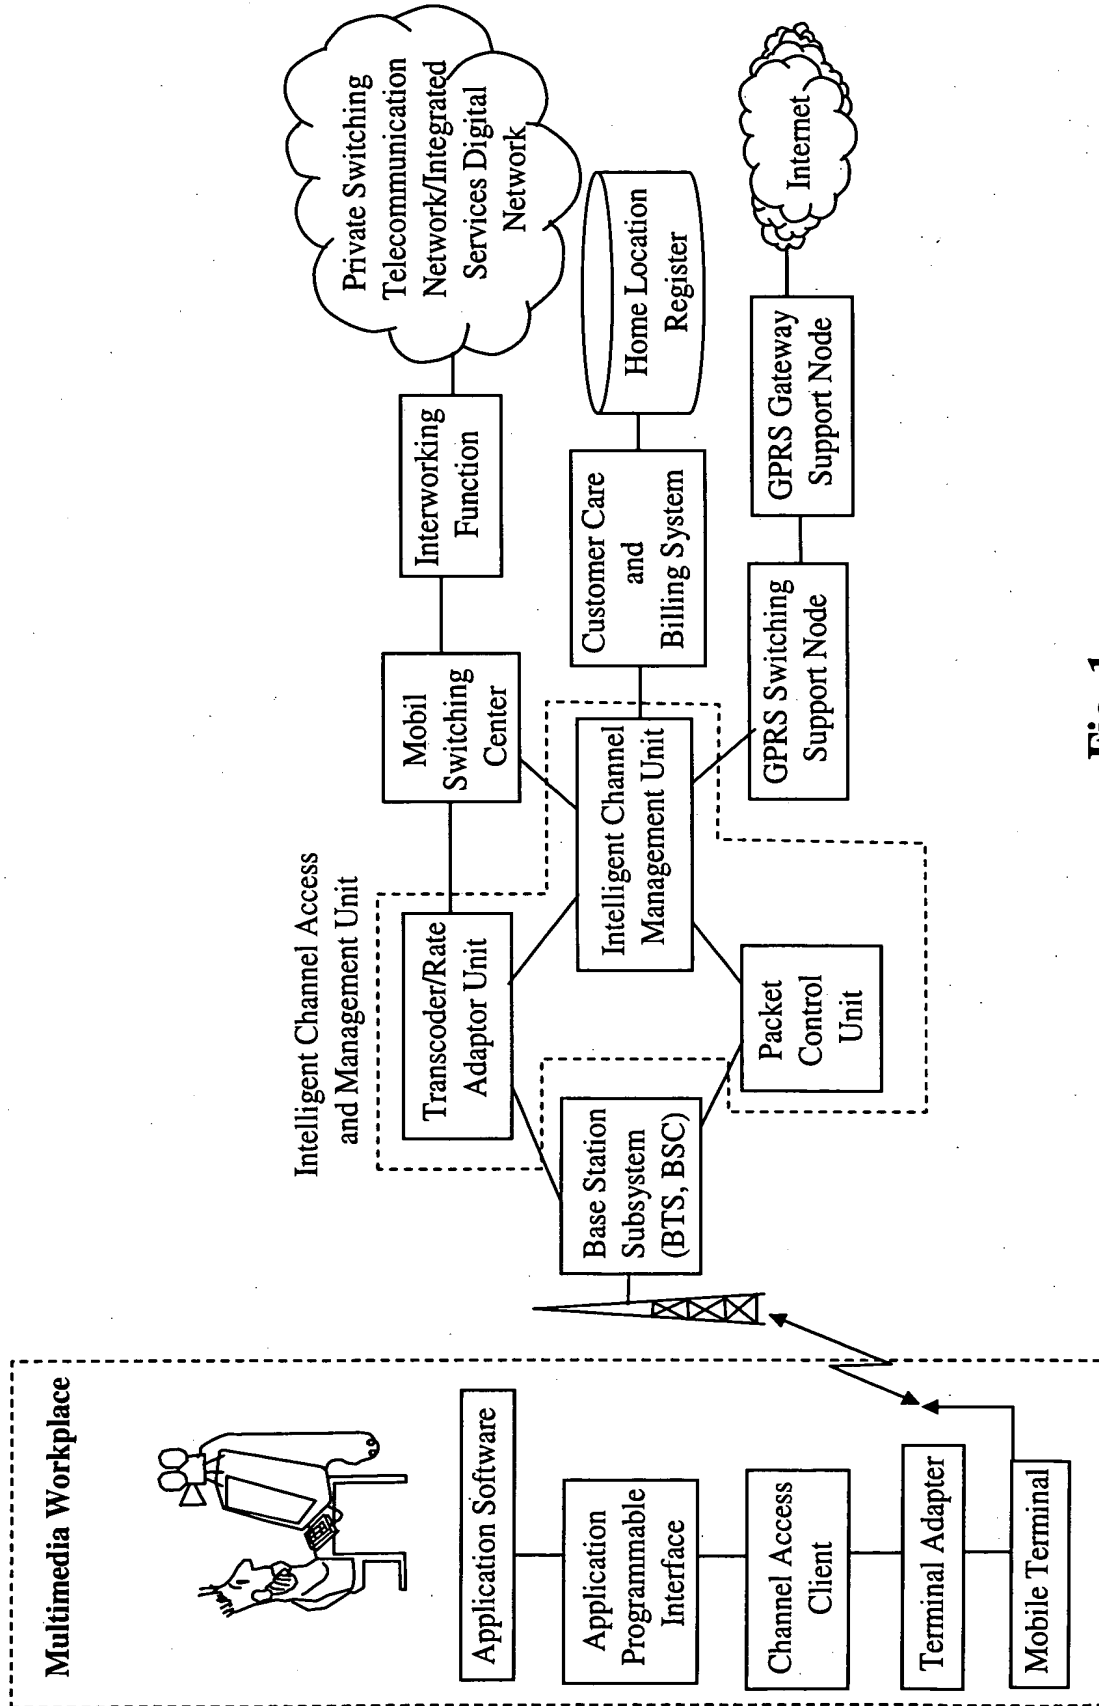 Multimedia Workplace
Application Software
Application
Programmable
Interface
Channel Access
Client
Terminal Adapter
Mobile Terminal
Intelligent Channel Access
and Management Unit
Base Station
Subsystem
(BTS, BSC)
Transcoder/Rate
Adaptor Unit
Packet
Control
Unit
Intelligent Channel
Management Unit
Mobil
Switching
Center
Interworking
Function
Private Switching
Telecommunication
Network/Integrated
Services Digital
Network
Customer Care
and
Billing System
Home Location
Register
GPRS Switching
Support Node
GPRS Gateway
Support Node
Internet